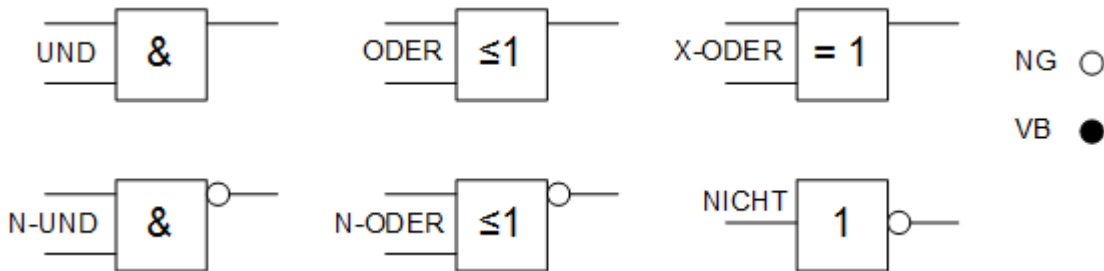 UND & ODER ≤1 X-ODER = 1 NG
VB
N-UND & N-ODER ≤1 NICHT 1